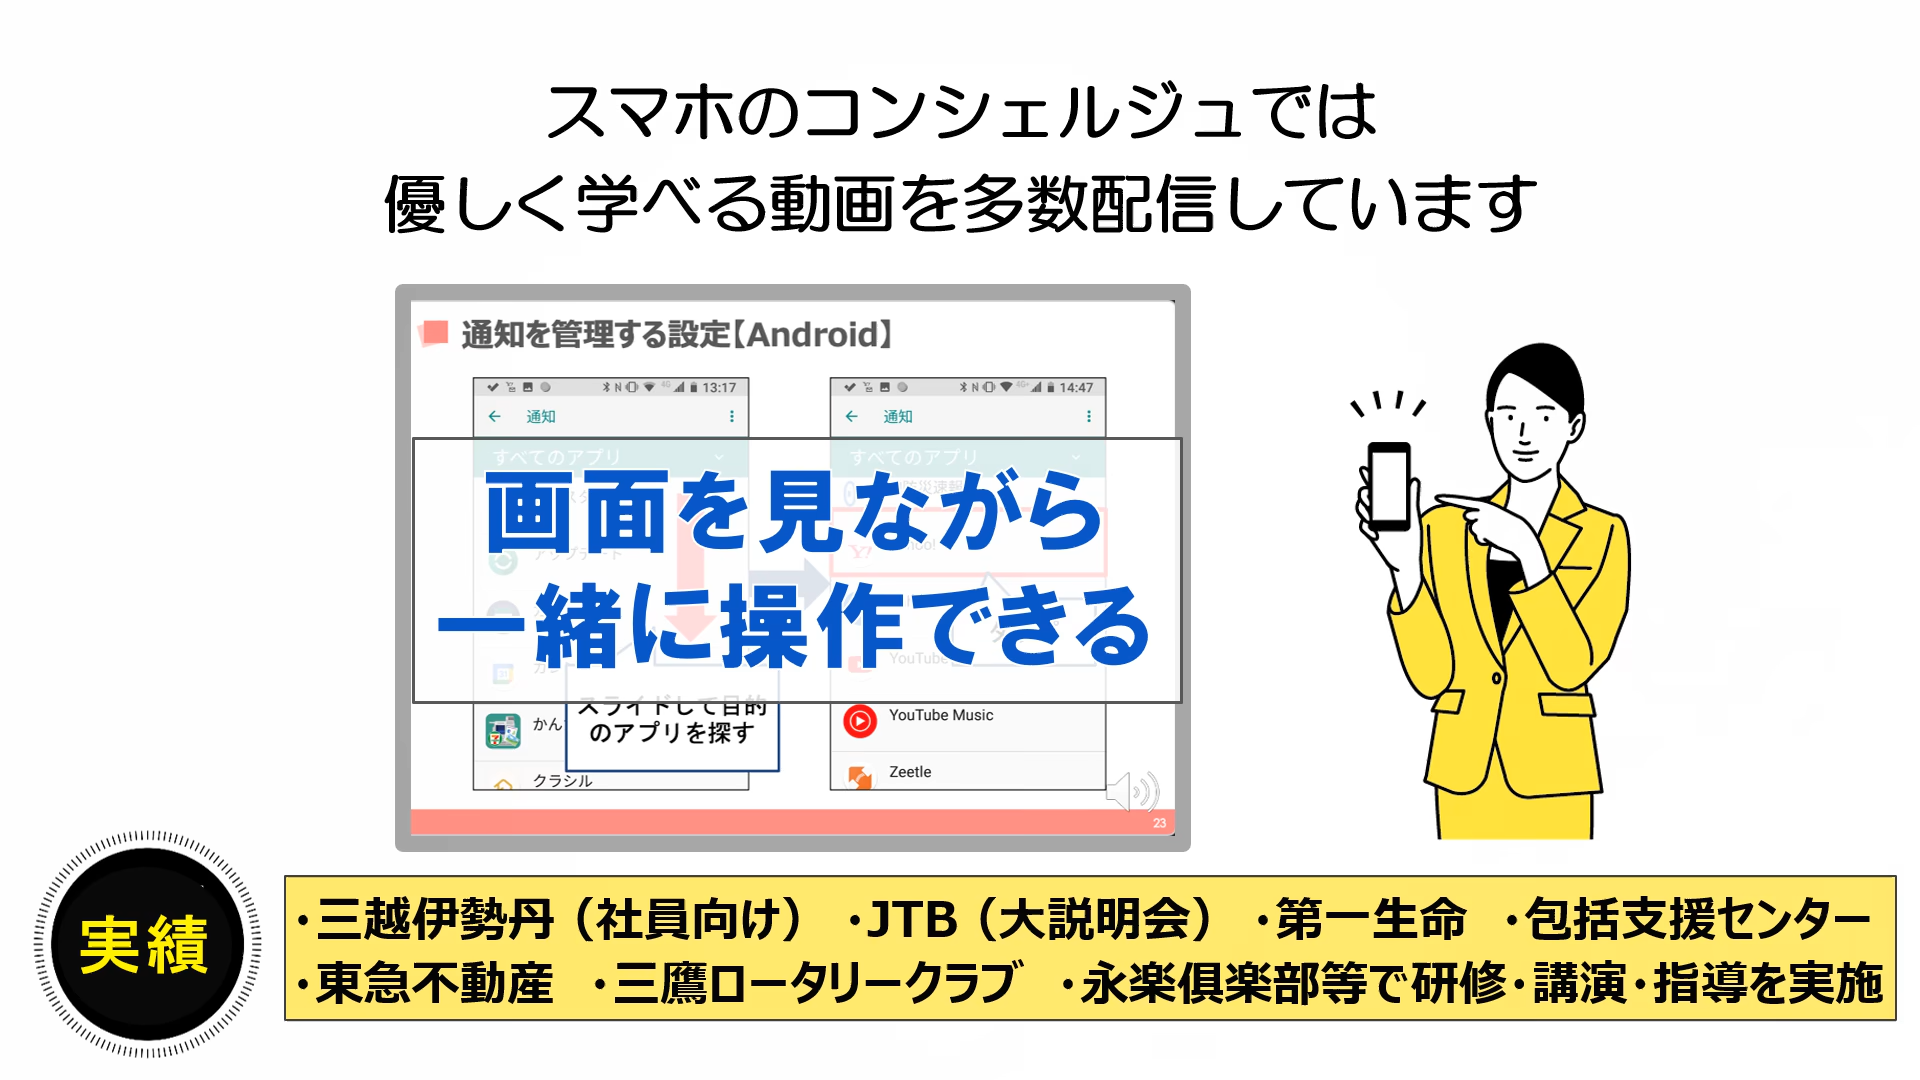 スマホのコンシェルジュでは
優しく学べる動画を多数配信しています
通知を管理する設定【Android】
4G 13:17
通知
すべてのアプリ
4G+ 14:47
通知
すべてのアプリ
画面を見ながら
一緒に操作できる
YouTube
スライドして目的
のアプリを探す
かん
クラシル
YouTube Music
Zeetle
23
実績
・三越伊勢丹（社員向け） ・JTB（大説明会） ・第一生命 ・包括支援センター
・東急不動産 ・三鷹ロータリークラブ ・永楽倶楽部等で研修・講演・指導を実施